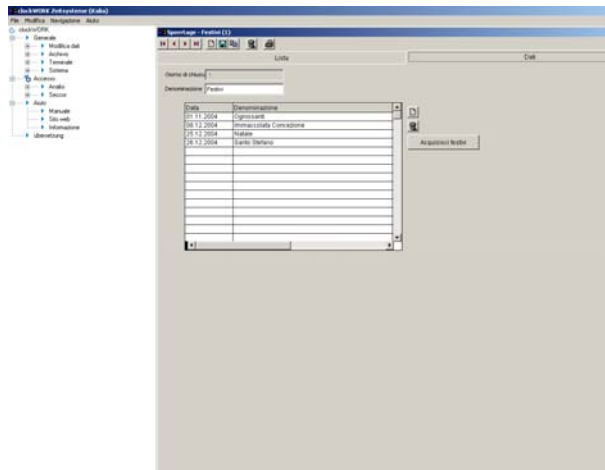 clockWORK Zeitsysteme (Italia)
File Modifica Navigazione Aiuto
clockWORK
Generale
Modifica dati
Archivio
Terminale
Sistema
Accesso
Analisi
Aiuto
Manuale
Sito web
Informazione
übersetzung
Sperrtage - Festivi (1)
Lista
Dati
Giorno di chiusu 1
Denominazione Festivi
Data Denominazione
01.11.2004 Ognissanti
08.12.2004 Immacolata Concezione
25.12.2004 Natale
26.12.2004 Santo Stefano
Acquisisci festivi